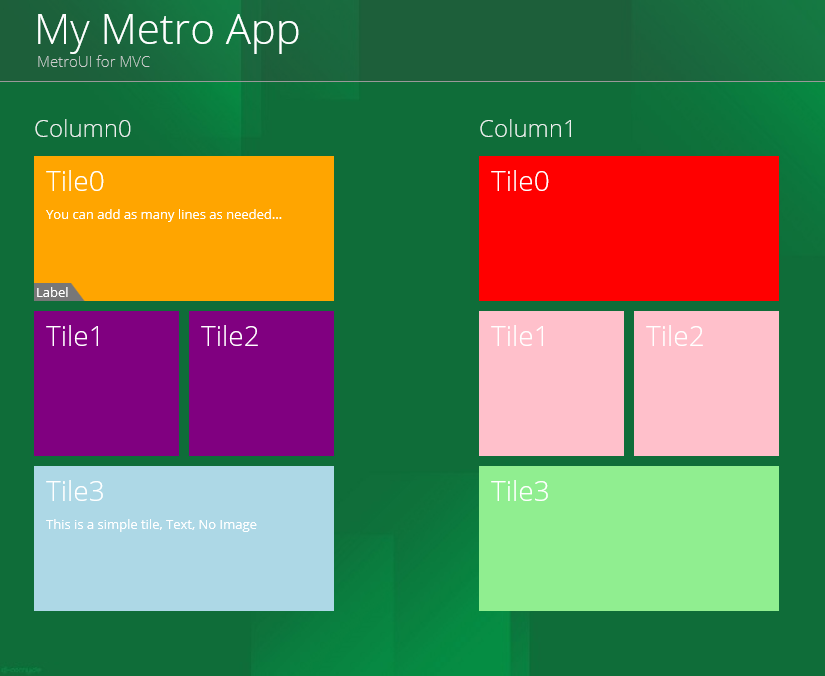 My Metro App
MetroUI for MVC
Column0
Tile0
You can add as many lines as needed...
Label
Tile1
Tile2
Tile3
This is a simple tile, Text, No Image
Column1
Tile0
Tile1
Tile2
Tile3